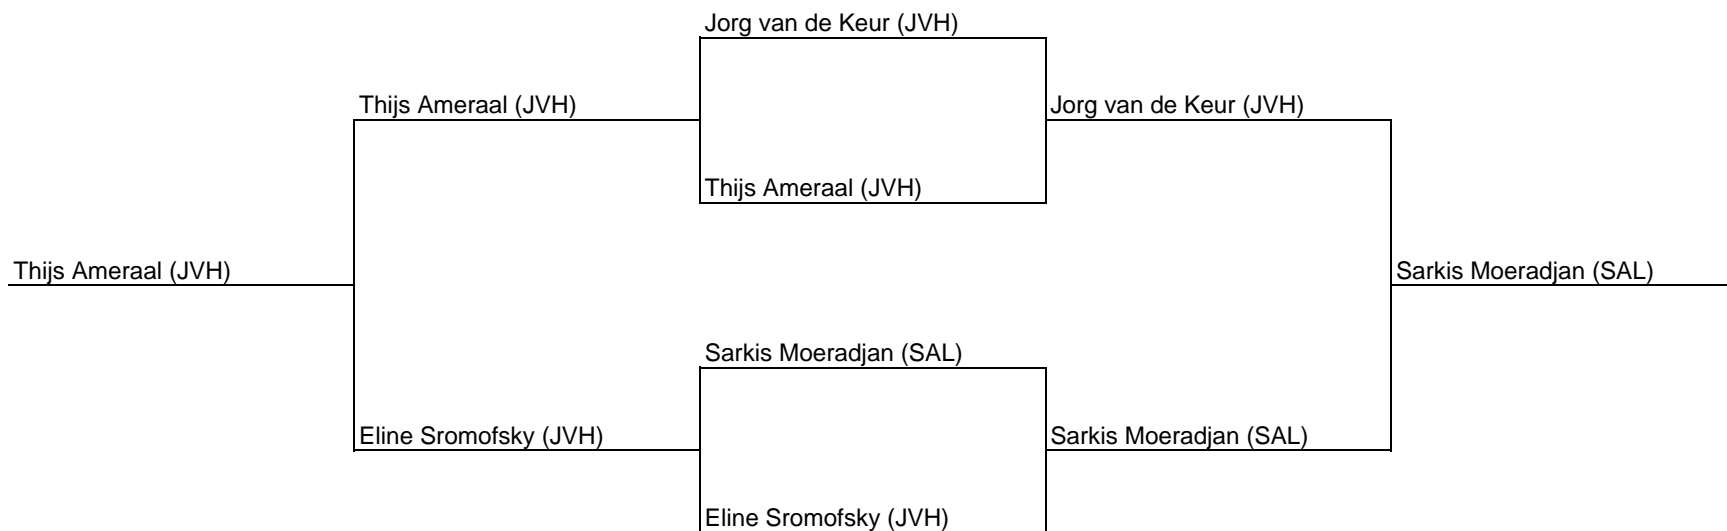 Jorg van de Keur (JVH)
Thijs Ameraal (JVH)
Jorg van de Keur (JVH)
Thijs Ameraal (JVH)
Thijs Ameraal (JVH)
Sarkis Moeradjan (SAL)
Sarkis Moeradjan (SAL)
Eline Sromofsky (JVH)
Sarkis Moeradjan (SAL)
Eline Sromofsky (JVH)